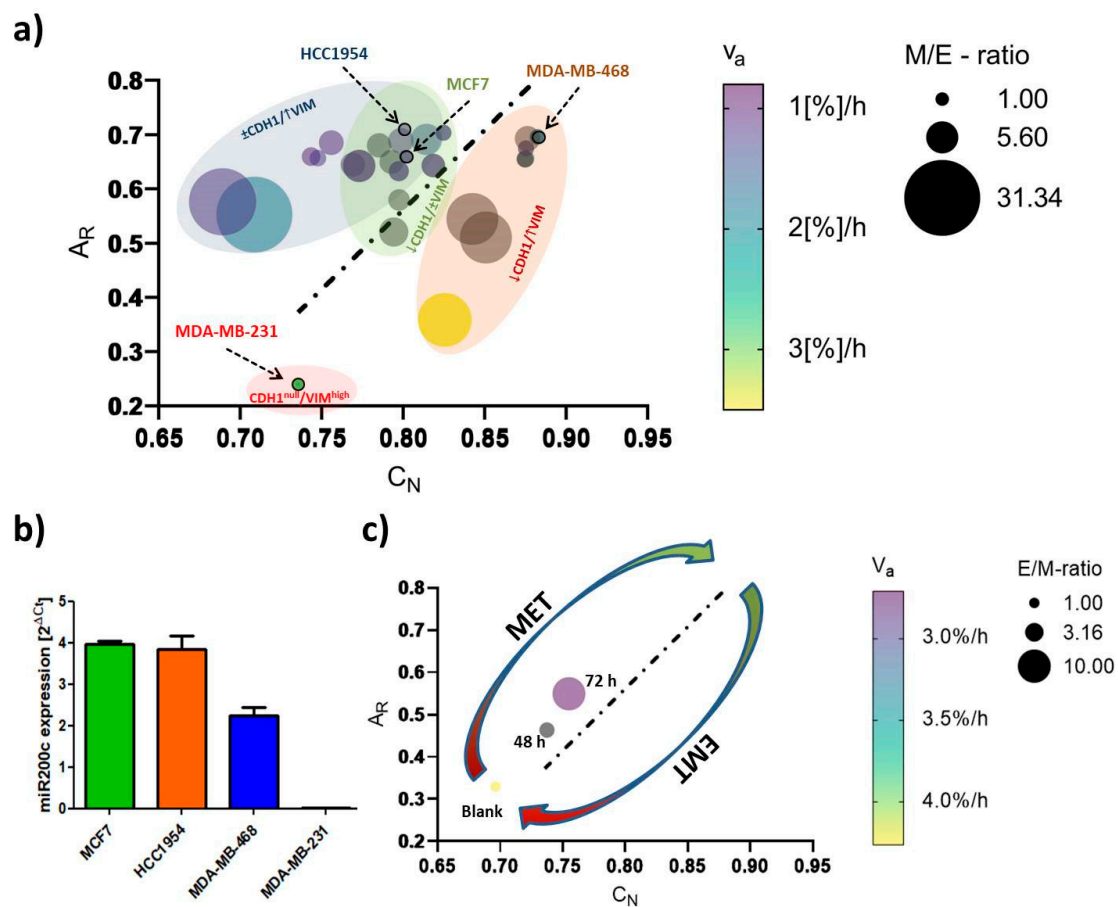 a)
HCC1954
MCF7
MDA-MB-468
±CDH1/↑VIM
↓CDH1/±VIM
↓CDH1/↑VIM
MDA-MB-231
CDH1null/VIMhigh
AR
0.8
0.7
0.6
0.5
0.4
0.3
0.2
0.65 0.70 0.75 0.80 0.85 0.90 0.95
CN
va
1[%]/h
2[%]/h
3[%]/h
M/E - ratio
1.00
5.60
31.34
b)
miR200c expression [2^ΔCt]
5
4
3
2
1
0
MCF7
HCC1954
MDA-MB-468
MDA-MB-231
c)
AR
0.8
0.7
0.6
0.5
0.4
0.3
0.2
MET
EMT
72 h
48 h
Blank
0.65 0.70 0.75 0.80 0.85 0.90 0.95
CN
Va
3.0%/h
3.5%/h
4.0%/h
E/M-ratio
1.00
3.16
10.00